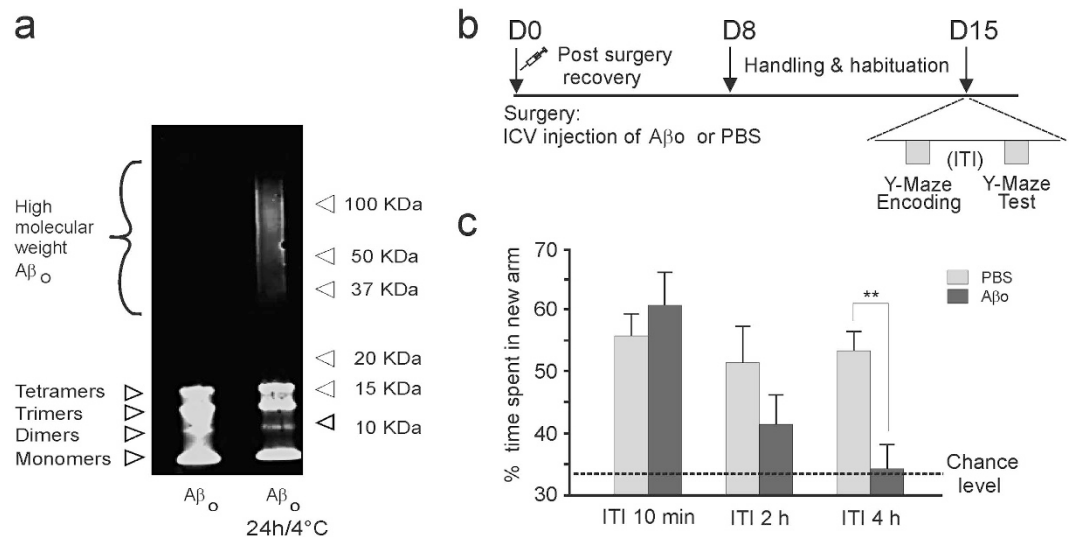 a
High
molecular
weight
Aβo
100 KDa
50 KDa
37 KDa
20 KDa
15 KDa
10 KDa
Tetramers
Trimers
Dimers
Monomers
Aβo
Aβo
24h/4°C
b
D0
D8
D15
Post surgery
recovery
Handling & habituation
Surgery:
ICV injection of Aβo or PBS
(ITI)
Y-Maze
Encoding
Y-Maze
Test
c
% time spent in new arm
70
60
50
40
30
**
PBS
Aβo
Chance
level
ITI 10 min
ITI 2 h
ITI 4 h